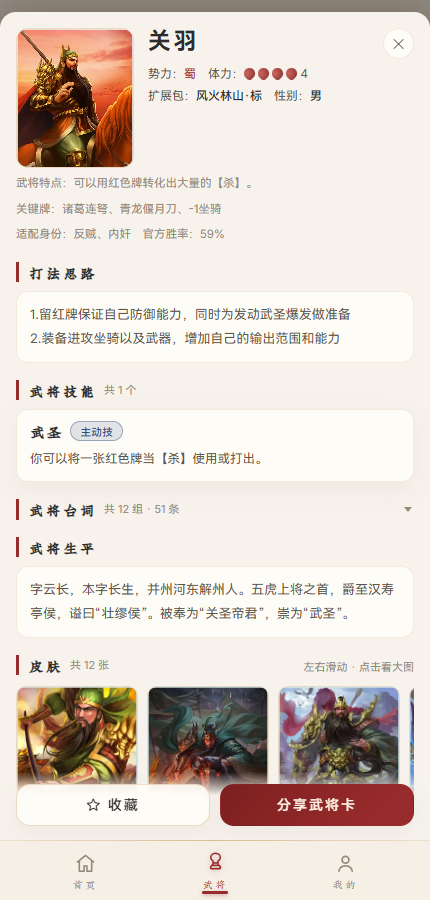 关羽
势力：蜀 体力：4
扩展包：风火林山·标 性别：男
武将特点：可以用红色牌转化出大量的【杀】。
关键牌：诸葛连弩、青龙偃月刀、-1坐骑
适配身份：反贼、内奸 官方胜率：59%
打法思路
1.留红牌保证自己防御能力，同时为发动武圣爆发做准备
2.装备进攻坐骑以及武器，增加自己的输出范围和能力
武将技能 共 1 个
武圣 主动技
你可以将一张红色牌当【杀】使用或打出。
武将台词 共 12 组 · 51 条
武将生平
字云长，本字长生，并州河东解州人。五虎上将之首，爵至汉寿
亭侯，谥曰“壮缪侯”。被奉为“关圣帝君”，崇为“武圣”。
皮肤 共 12 张 左右滑动 · 点击看大图
收藏 分享武将卡
首页 武将 我的